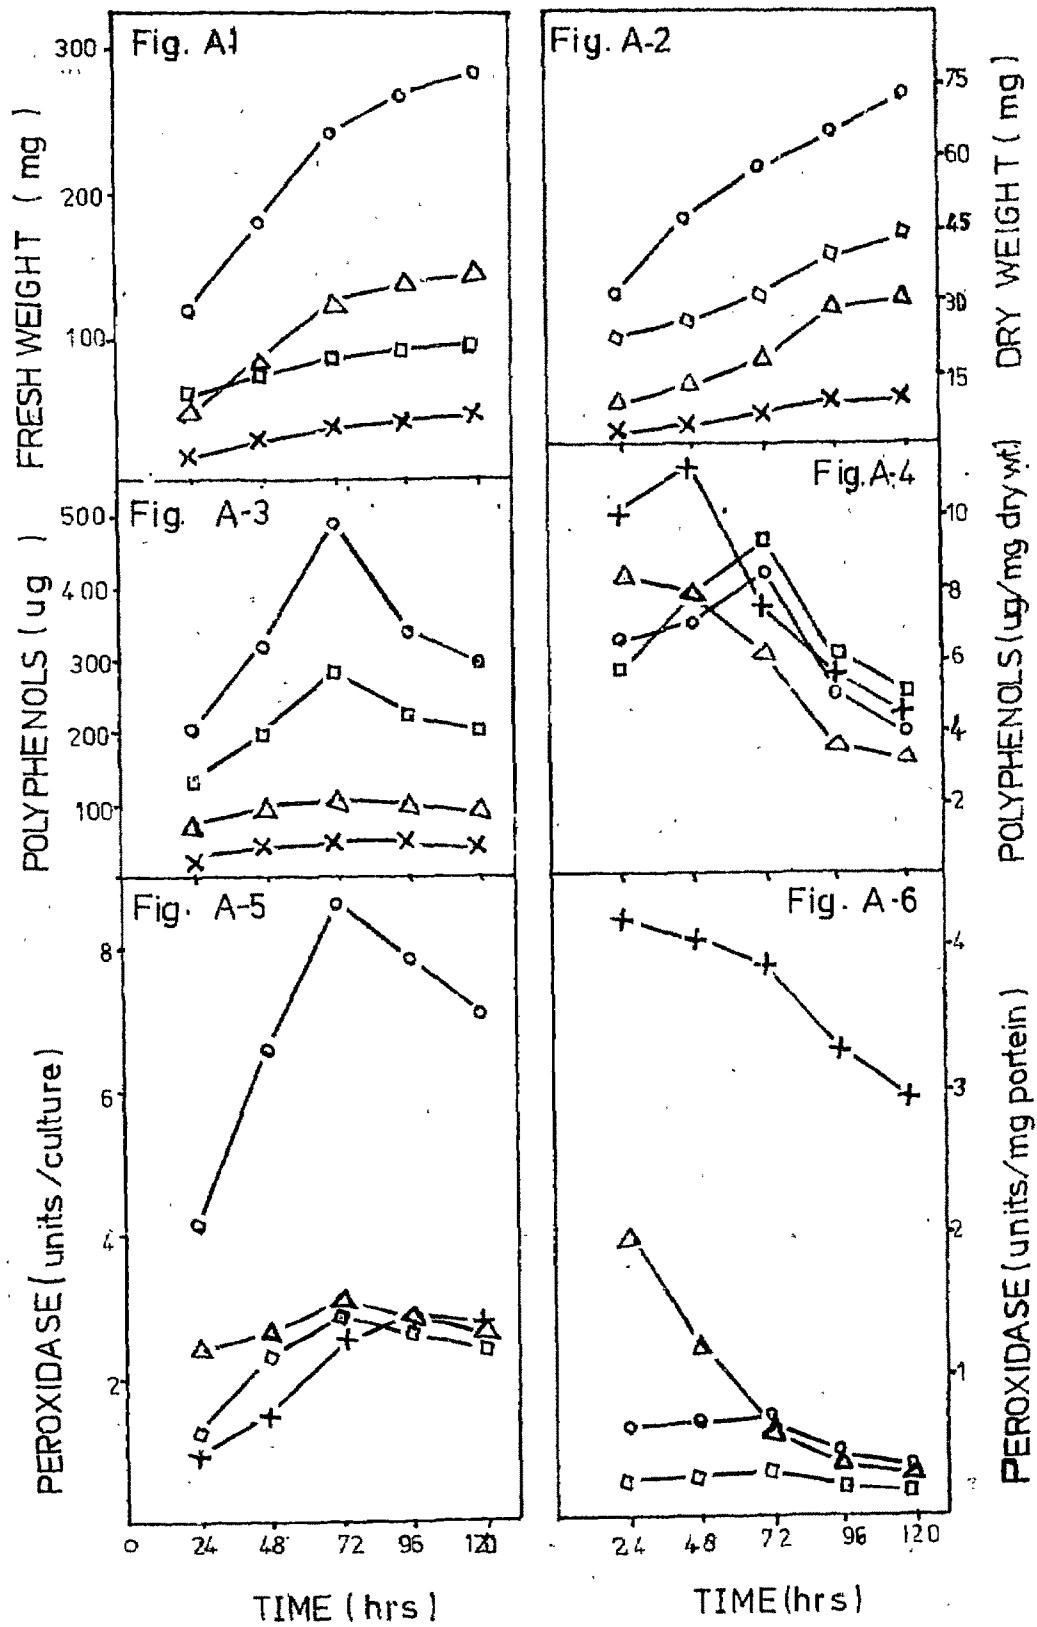 Fig. A-1
300
200
100
FRESH WEIGHT (mg)
Fig. A-2
75
60
45
30
15
DRY WEIGHT (mg)
Fig. A-3
500
400
300
200
100
POLYPHENOLS (ug)
Fig. A-4
10
8
6
4
2
POLYPHENOLS (ug/mg dry wt.)
Fig. A-5
8
6
4
2
PEROXIDASE (units/culture)
0 24 48 72 96 120
TIME (hrs)
Fig. A-6
4
3
2
1
PEROXIDASE (units/mg portein)
24 48 72 96 120
TIME (hrs)